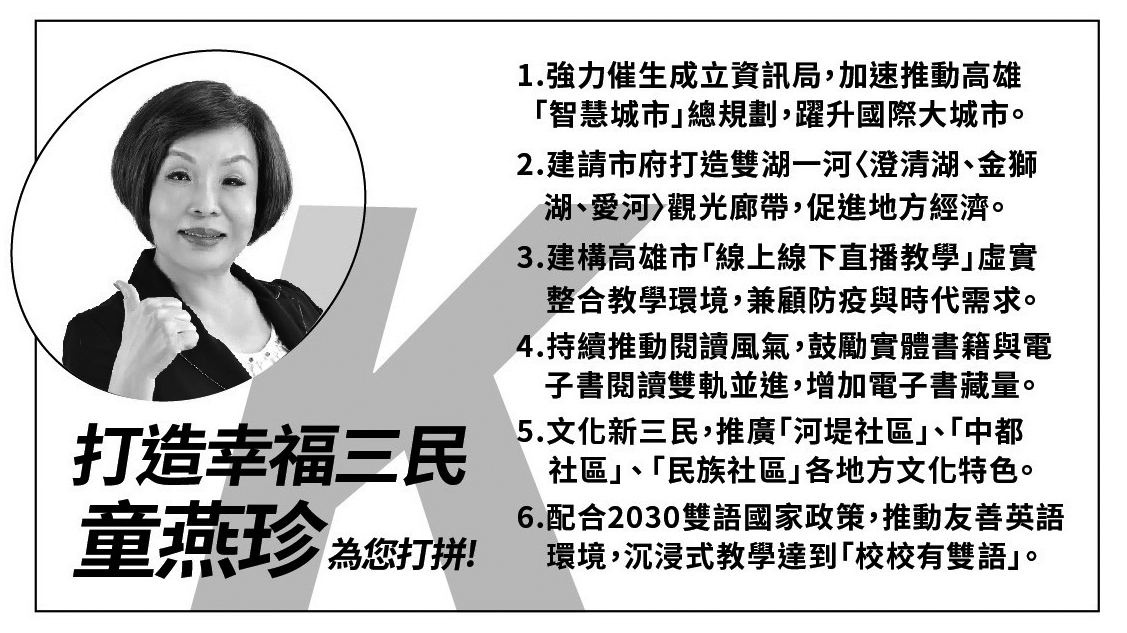 1.強力催生成立資訊局，加速推動高雄
「智慧城市」總規劃，躍升國際大城市。
2.建請市府打造雙湖一河〈澄清湖、金獅
湖、愛河〉觀光廊帶，促進地方經濟。
3.建構高雄市「線上線下直播教學」虛實
整合教學環境，兼顧防疫與時代需求。
4.持續推動閱讀風氣，鼓勵實體書籍與電
子書閱讀雙軌並進，增加電子書藏量。
5.文化新三民，推廣「河堤社區」、「中都
社區」、「民族社區」各地方文化特色。
6.配合2030雙語國家政策，推動友善英語
環境，沉浸式教學達到「校校有雙語」。
打造幸福三民
童燕珍為您打拼!
K